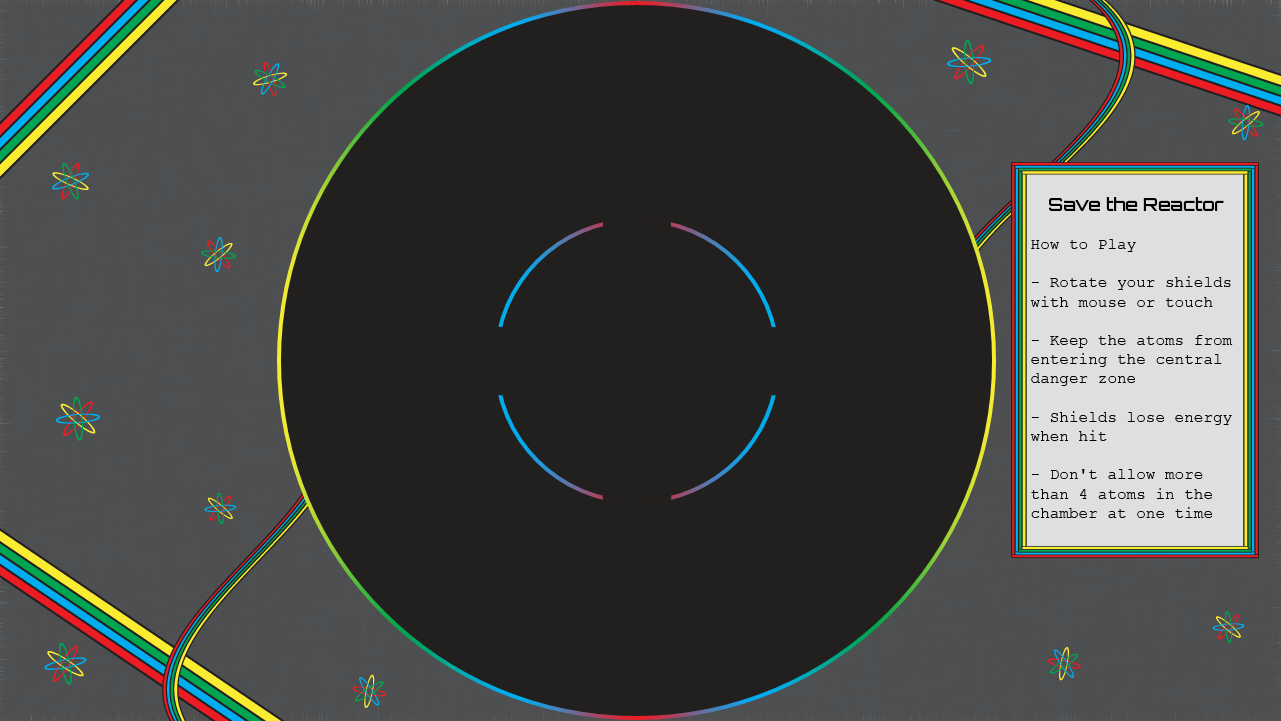 Save the Reactor
How to Play
- Rotate your shields
with mouse or touch
- Keep the atoms from
entering the central
danger zone
- Shields lose energy
when hit
- Don't allow more
than 4 atoms in the
chamber at one time